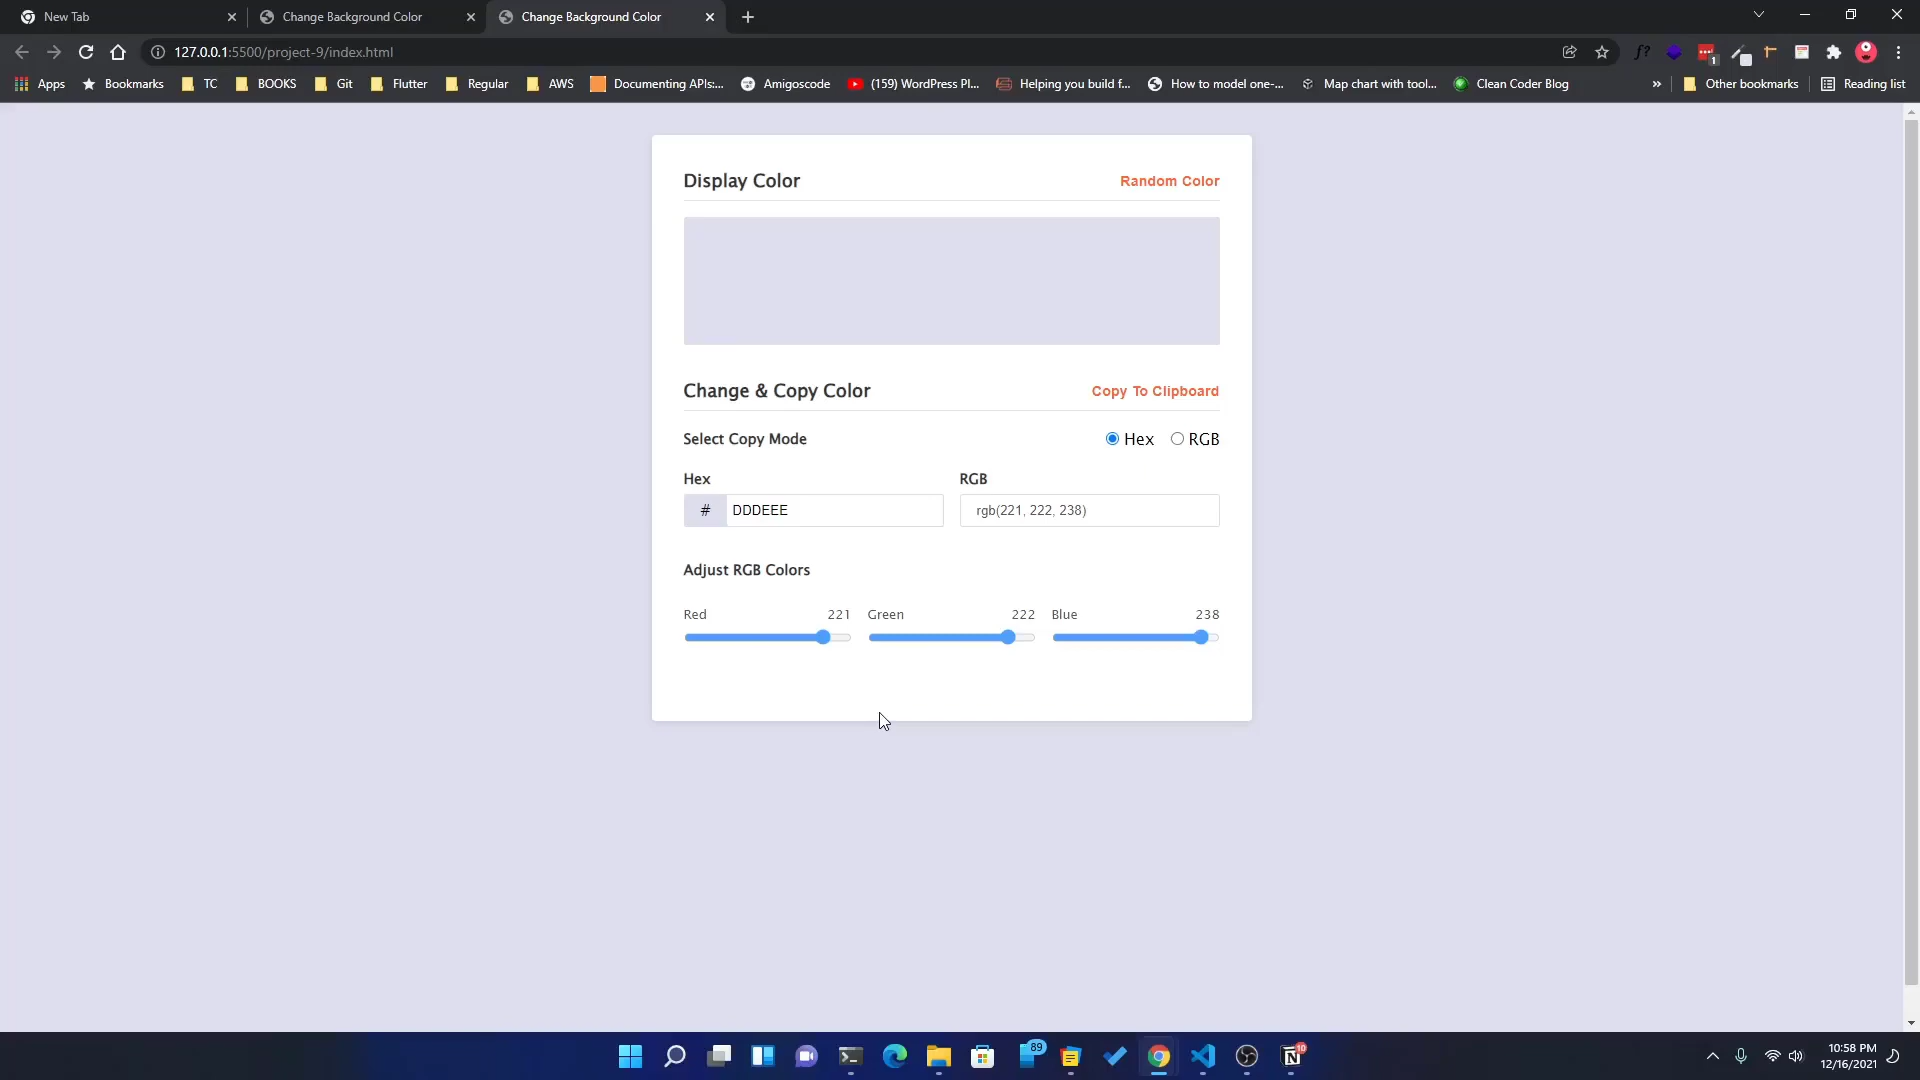 New Tab
Change Background Color
Change Background Color
127.0.0.1:5500/project-9/index.html
f?
1
Apps
Bookmarks
TC
BOOKS
Git
Flutter
Regular
AWS
Documenting APIs:...
Amigoscode
(159) WordPress Pl...
Helping you build f...
How to model one-...
Map chart with tool...
Clean Coder Blog
»
Other bookmarks
Reading list
Display Color
Random Color
Change & Copy Color
Copy To Clipboard
Select Copy Mode
Hex
RGB
Hex
RGB
# DDDEEE
rgb(221, 222, 238)
Adjust RGB Colors
Red 221
Green 222
Blue 238
89
10
10:58 PM
12/16/2021